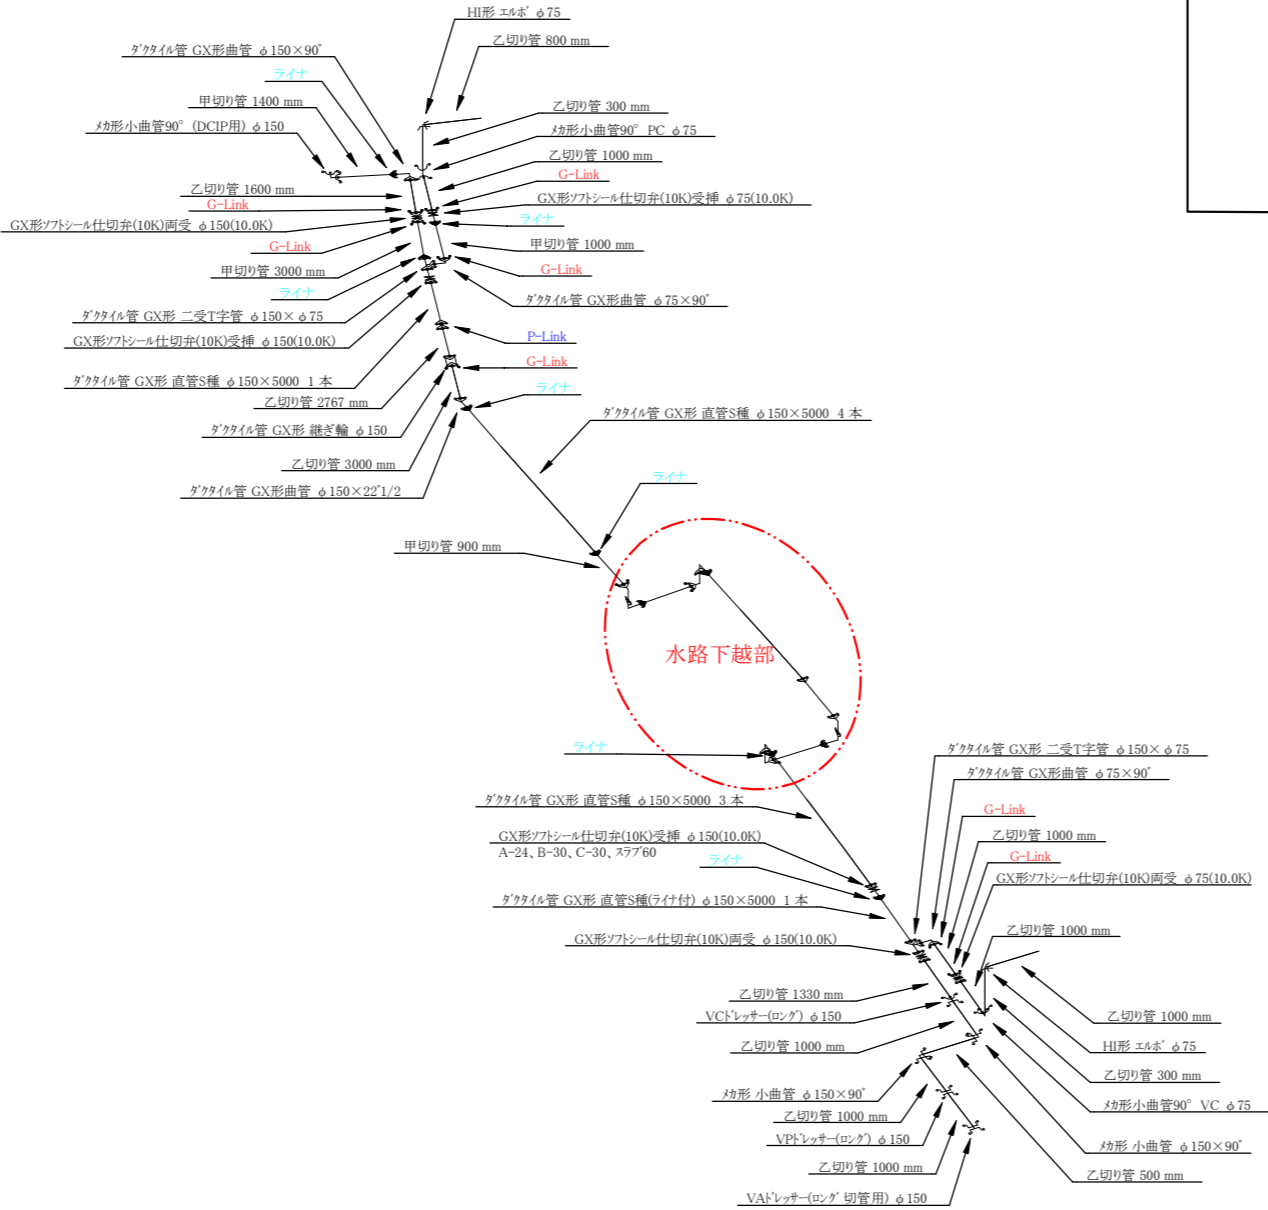 HI形 エルボ φ75
乙切り管 800 mm
ダクタイル管 GX形曲管 φ150×90°
ライナ
甲切り管 1400 mm
メカ形小曲管90° (DCIP用) φ150
乙切り管 300 mm
メカ形小曲管90° PC φ75
乙切り管 1000 mm
G-Link
GX形ソフトシール仕切弁(10K)受挿 φ75(10.0K)
ライナ
乙切り管 1600 mm
G-Link
GX形ソフトシール仕切弁(10K)両受 φ150(10.0K)
G-Link
甲切り管 1000 mm
G-Link
甲切り管 3000 mm
ライナ
ダクタイル管 GX形曲管 φ75×90°
ダクタイル管 GX形 二受T字管 φ150×φ75
GX形ソフトシール仕切弁(10K)受挿 φ150(10.0K)
P-Link
G-Link
ダクタイル管 GX形 直管S種 φ150×5000 1 本
ライナ
乙切り管 2767 mm
ダクタイル管 GX形 直管S種 φ150×5000 4 本
ダクタイル管 GX形 継ぎ輪 φ150
乙切り管 3000 mm
ライナ
ダクタイル管 GX形曲管 φ150×22°1/2
甲切り管 900 mm
水路下越部
ライナ
ダクタイル管 GX形 二受T字管 φ150×φ75
ダクタイル管 GX形曲管 φ75×90°
ダクタイル管 GX形 直管S種 φ150×5000 3 本
G-Link
GX形ソフトシール仕切弁(10K)受挿 φ150(10.0K)
A-24、B-30、C-30、スラブ60
乙切り管 1000 mm
ライナ
G-Link
GX形ソフトシール仕切弁(10K)両受 φ75(10.0K)
ダクタイル管 GX形 直管S種(ライナ付) φ150×5000 1 本
乙切り管 1000 mm
GX形ソフトシール仕切弁(10K)両受 φ150(10.0K)
乙切り管 1330 mm
VCドレッサー(ロング) φ150
乙切り管 1000 mm
乙切り管 1000 mm
HI形 エルボ φ75
乙切り管 300 mm
メカ形 小曲管 φ150×90°
メカ形小曲管90° VC φ75
乙切り管 1000 mm
VPドレッサー(ロング) φ150
メカ形 小曲管 φ150×90°
乙切り管 1000 mm
乙切り管 500 mm
VAドレッサー(ロング 切管用) φ150